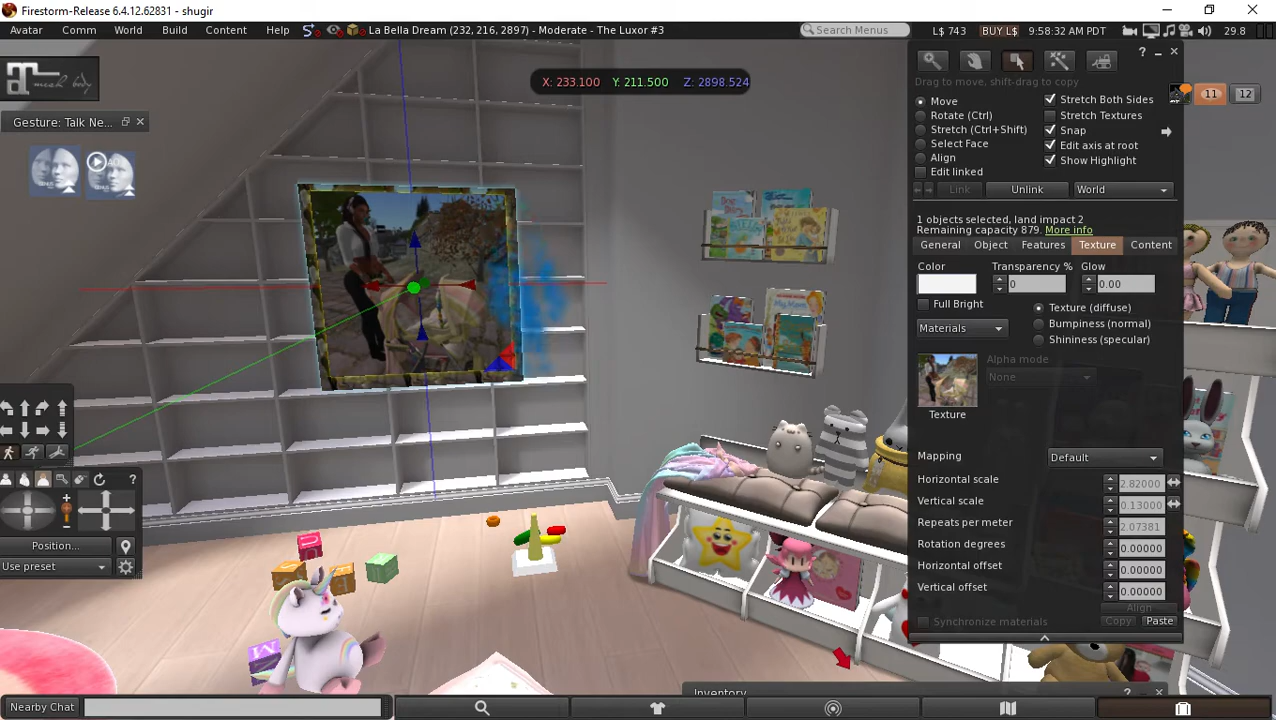 Firestorm-Release 6.4.12.62831 - shugir
Avatar Comm World Build Content Help La Bella Dream (232, 216, 2897) - Moderate - The Luxor #3 Search Menus L$ 743 BUY L$ 9:58:32 AM PDT 29.8
mesh body
X: 233.100 Y: 211.500 Z: 2898.524
Gesture: Talk Ne...
11 12
Drag to move, shift-drag to copy
Move
Rotate (Ctrl)
Stretch (Ctrl+Shift)
Select Face
Align
Edit linked
Stretch Both Sides
Stretch Textures
Snap
Edit axis at root
Show Highlight
Link Unlink World
1 objects selected, land impact 2
Remaining capacity 879. More info
General Object Features Texture Content
Color Transparency % Glow
0 0.00
Full Bright
Materials
Texture (diffuse)
Bumpiness (normal)
Shininess (specular)
Alpha mode
None
Texture
Mapping Default
Horizontal scale 2.82000
Vertical scale 0.13000
Repeats per meter 2.07381
Rotation degrees 0.00000
Horizontal offset 0.00000
Vertical offset 0.00000
Align
Synchronize materials Copy Paste
?
Position...
Use preset
Inventory
Nearby Chat